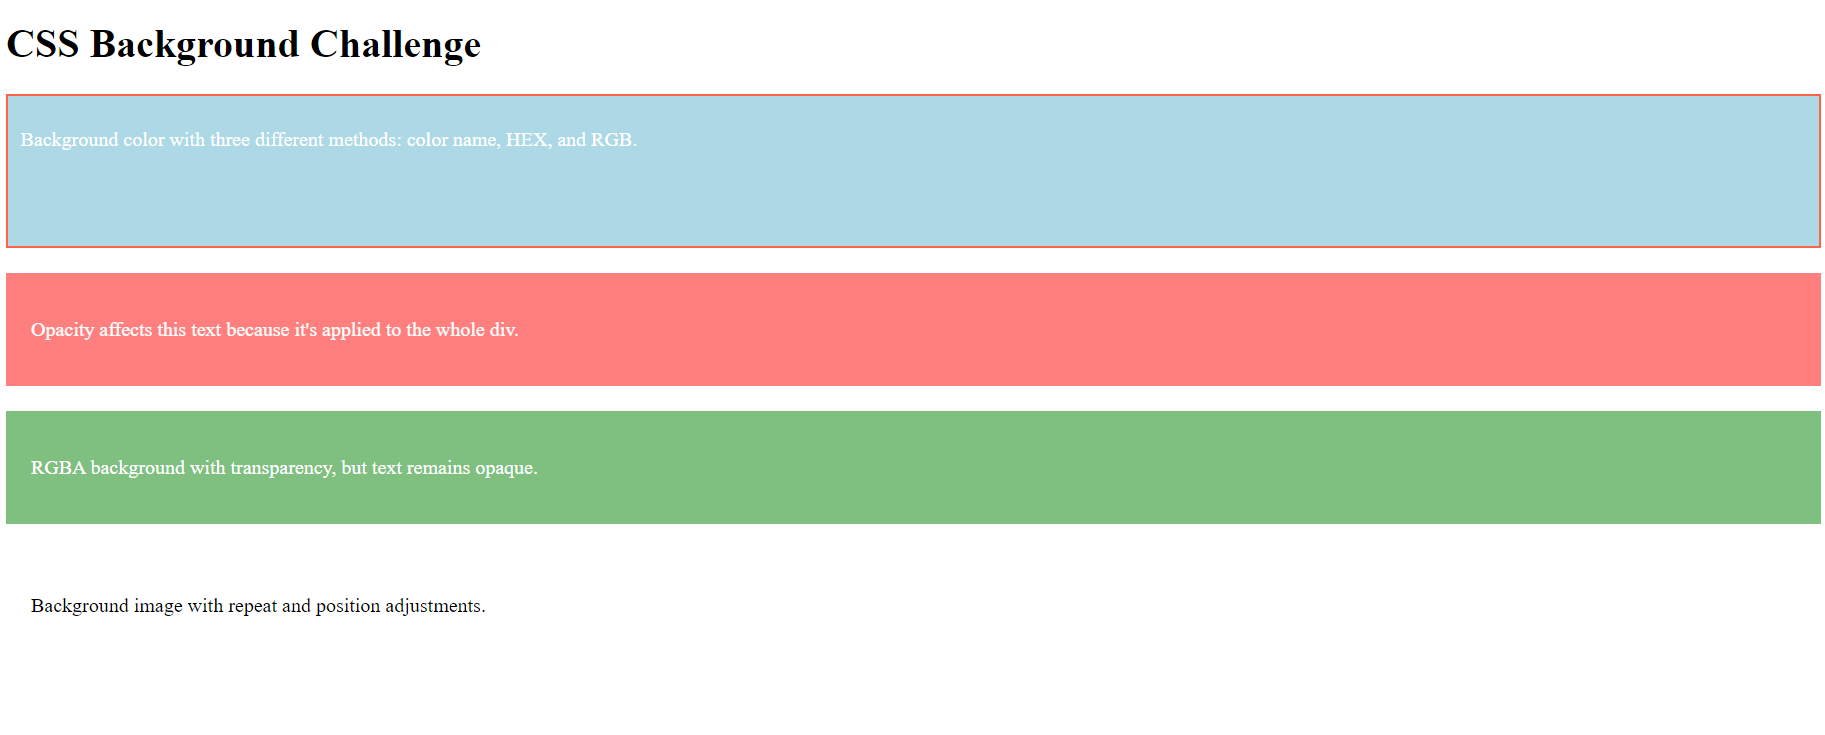 CSS Background Challenge
Background color with three different methods: color name, HEX, and RGB.
Opacity affects this text because it's applied to the whole div.
RGBA background with transparency, but text remains opaque.
Background image with repeat and position adjustments.